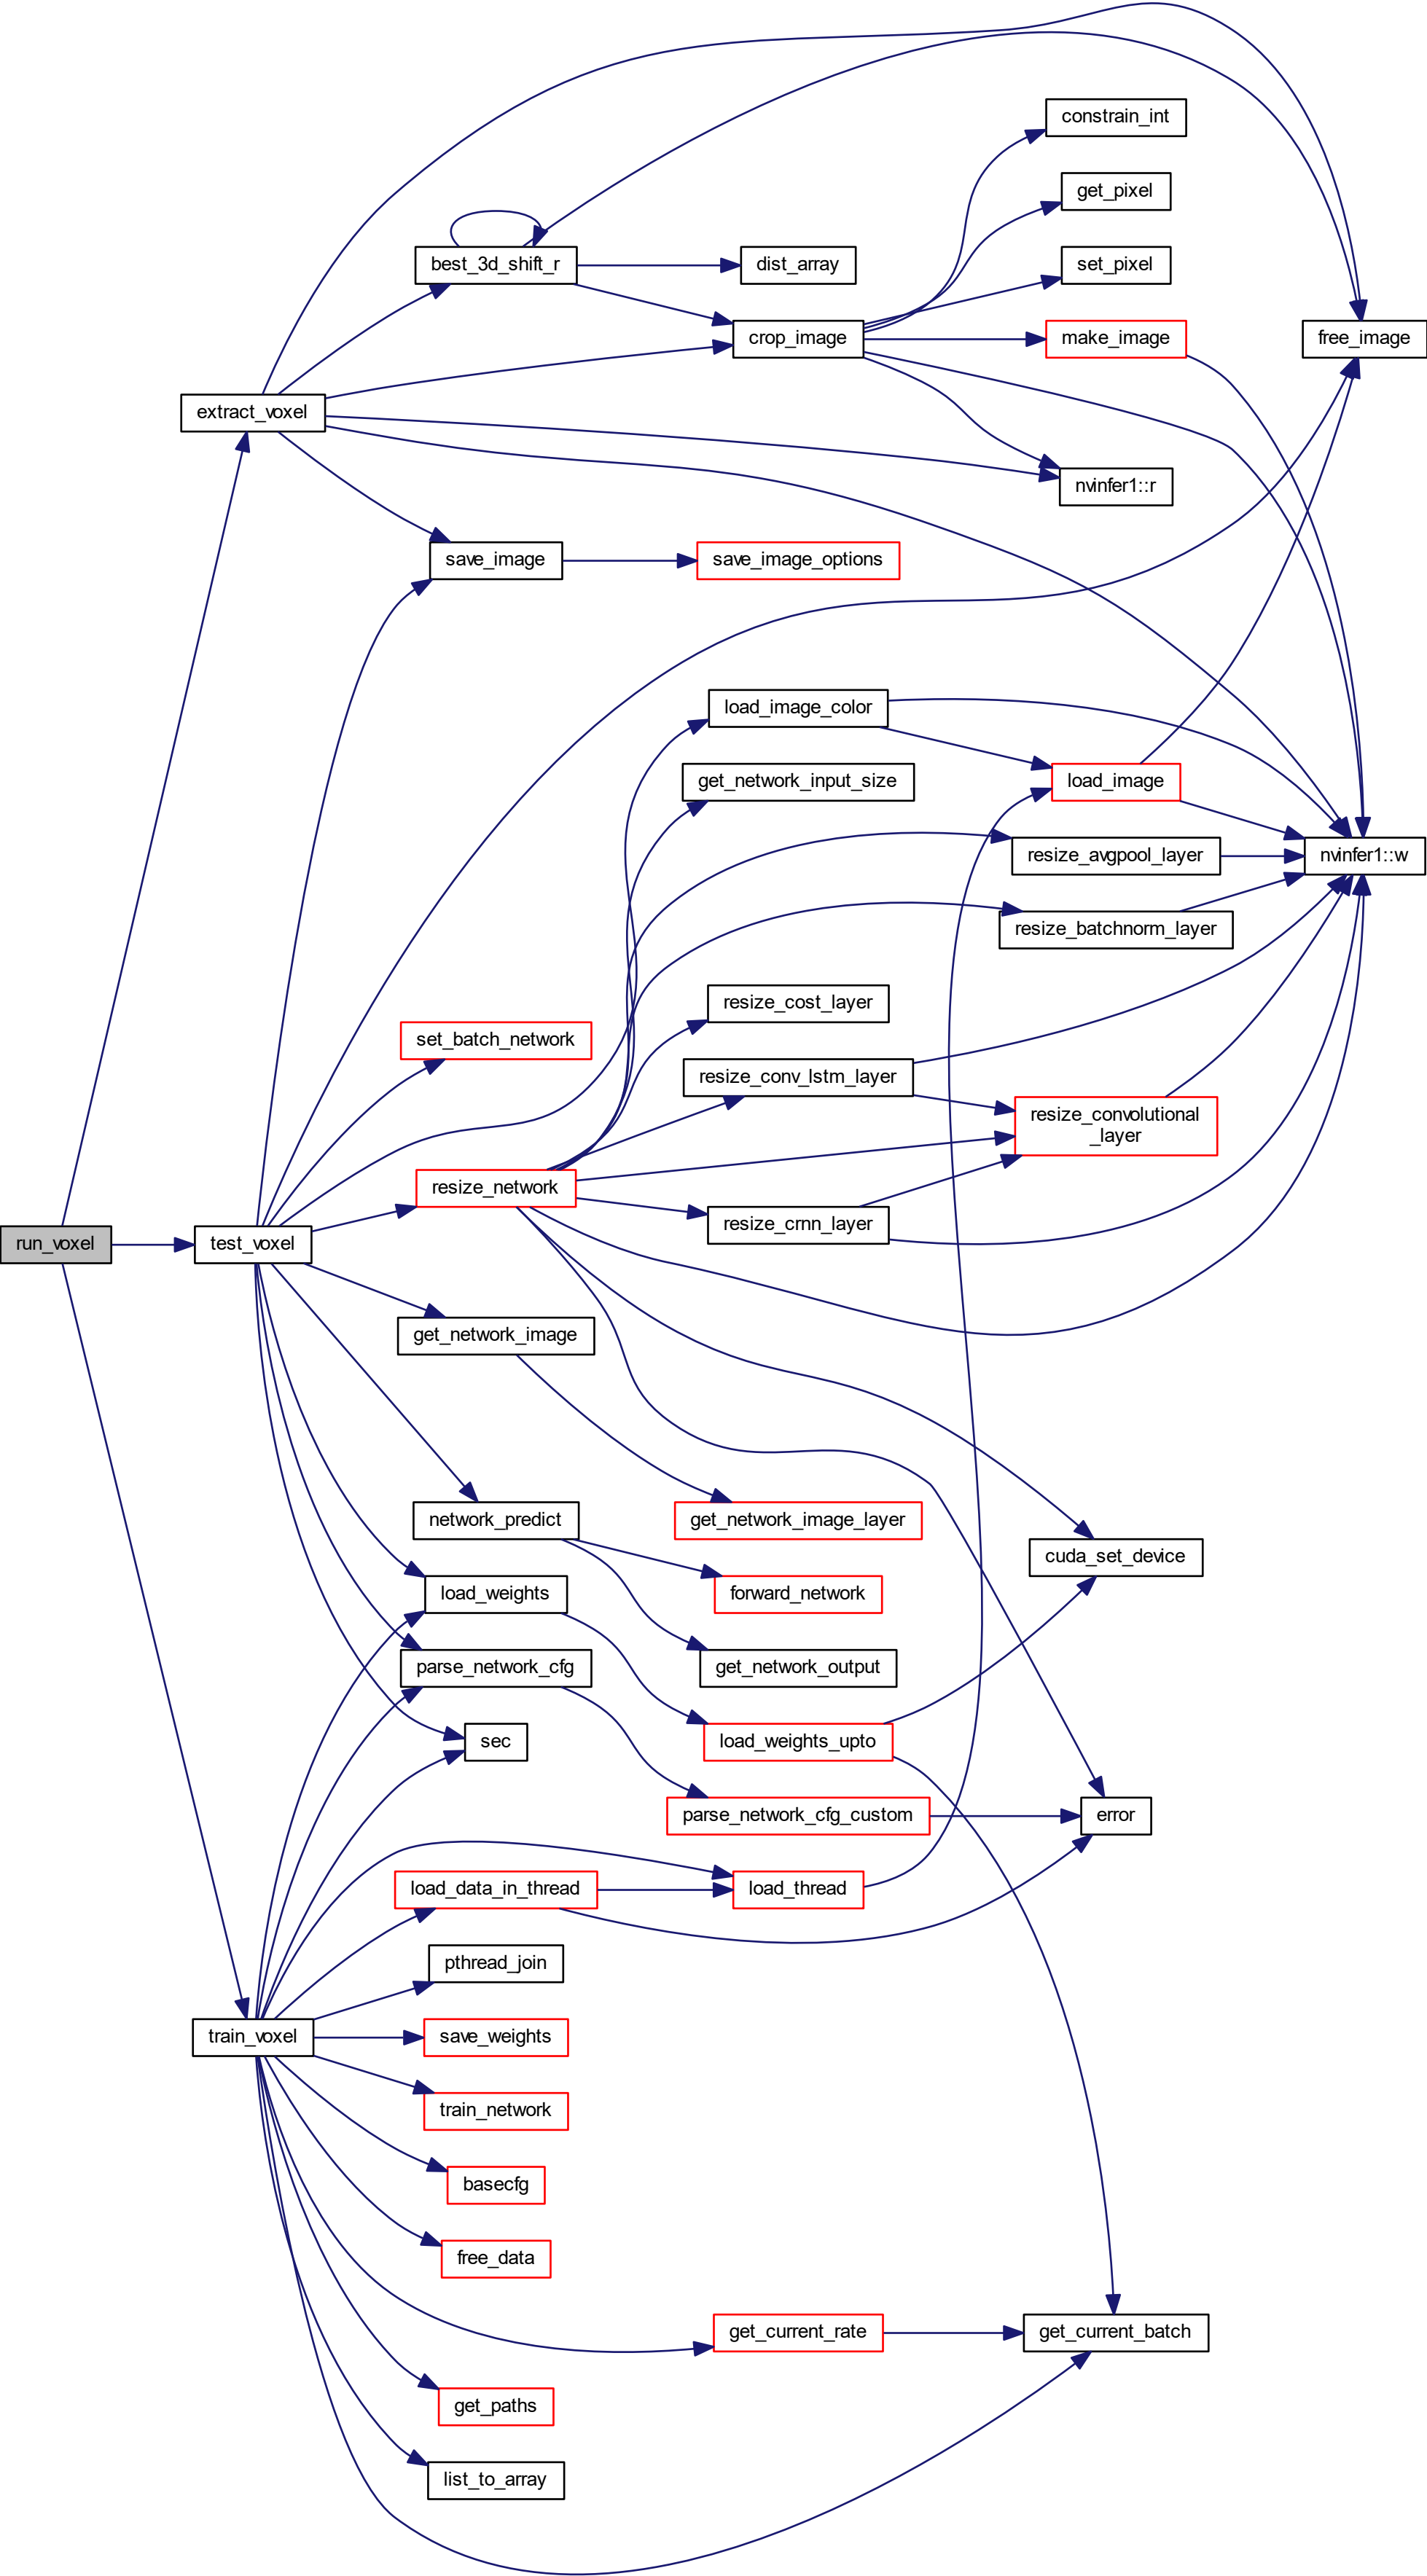 constrain_int
get_pixel
best_3d_shift_r
dist_array
set_pixel
crop_image
make_image
free_image
extract_voxel
nvinfer1::r
save_image
save_image_options
load_image_color
get_network_input_size
load_image
resize_avgpool_layer
nvinfer1::w
resize_batchnorm_layer
resize_cost_layer
set_batch_network
resize_conv_lstm_layer
resize_convolutional
_layer
resize_network
resize_crnn_layer
run_voxel
test_voxel
get_network_image
network_predict
get_network_image_layer
cuda_set_device
load_weights
forward_network
parse_network_cfg
get_network_output
sec
load_weights_upto
parse_network_cfg_custom
error
load_data_in_thread
load_thread
pthread_join
train_voxel
save_weights
train_network
basecfg
free_data
get_current_rate
get_current_batch
get_paths
list_to_array